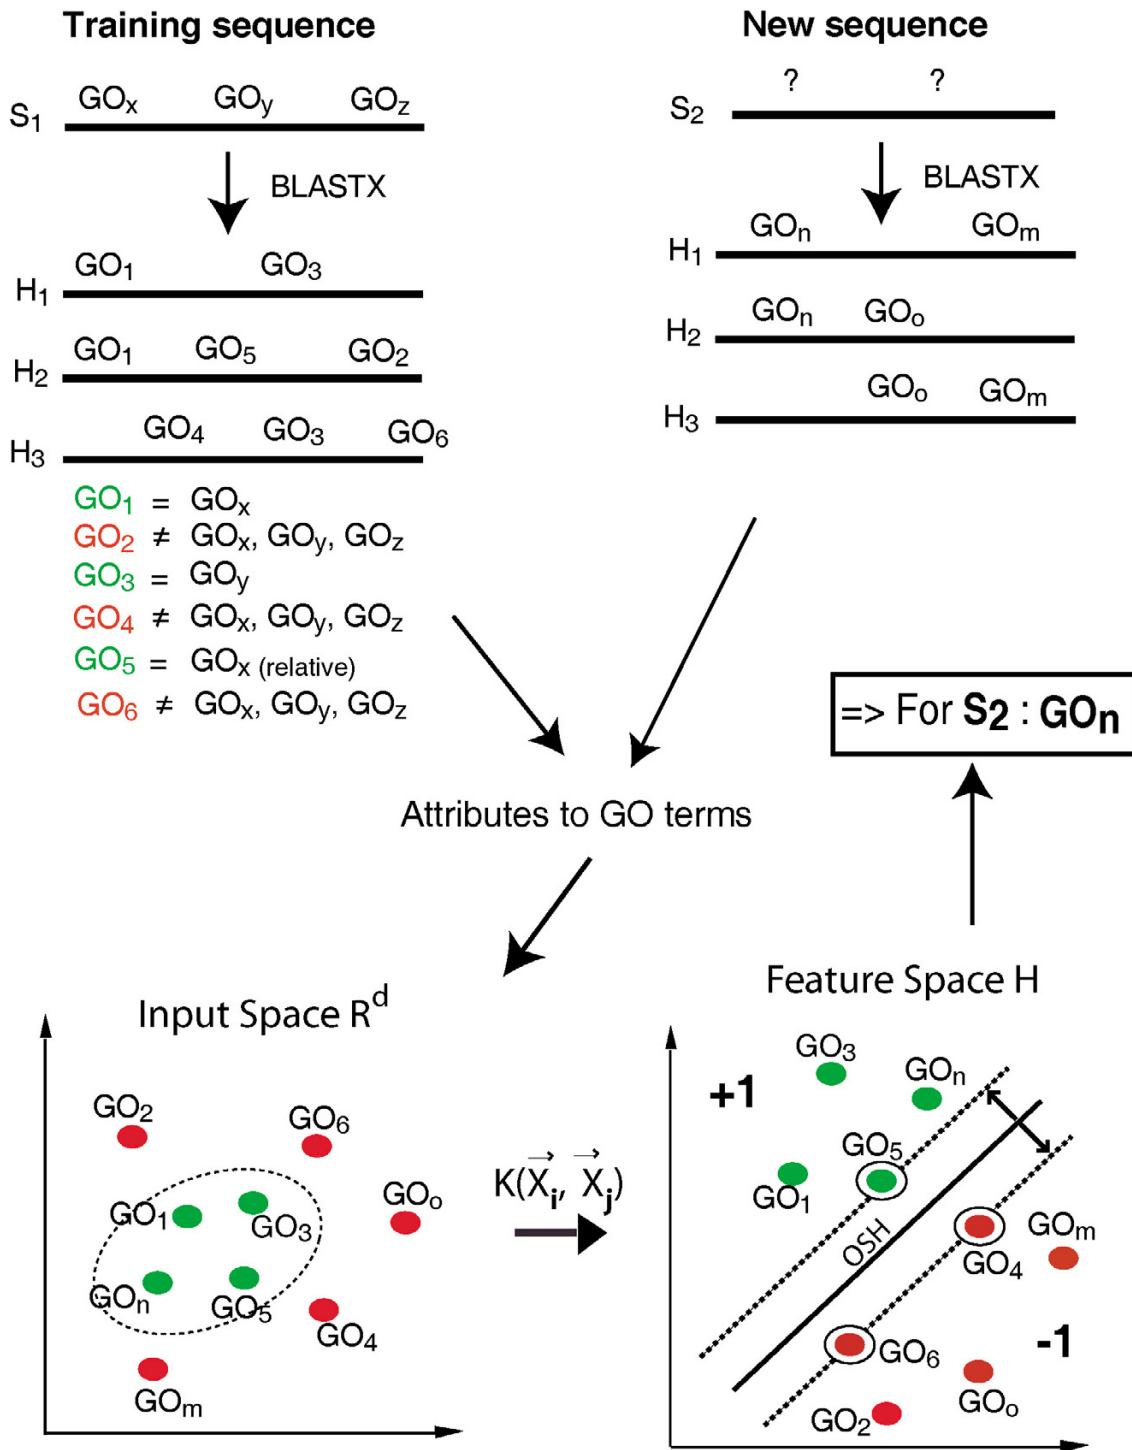 Training sequence
S1 GOx GOy GOz
BLASTX
H1 GO1 GO3
H2 GO1 GO5 GO2
H3 GO4 GO3 GO6
GO1 = GOx
GO2 ≠ GOx, GOy, GOz
GO3 = GOy
GO4 ≠ GOx, GOy, GOz
GO5 = GOx (relative)
GO6 ≠ GOx, GOy, GOz
New sequence
S2 ? ?
BLASTX
H1 GOn GOm
H2 GOn GOo
H3 GOo GOm
Attributes to GO terms
=> For S2 : GOn
Input Space R^d
GO2
GO6
GO1
GO3
GOo
GOn
GO5
GO4
GOm
K(Xi, Xj)
Feature Space H
+1
GO3
GOn
GO5
GO1
OSH
GO4
GOm
GO6
-1
GO2
GOo